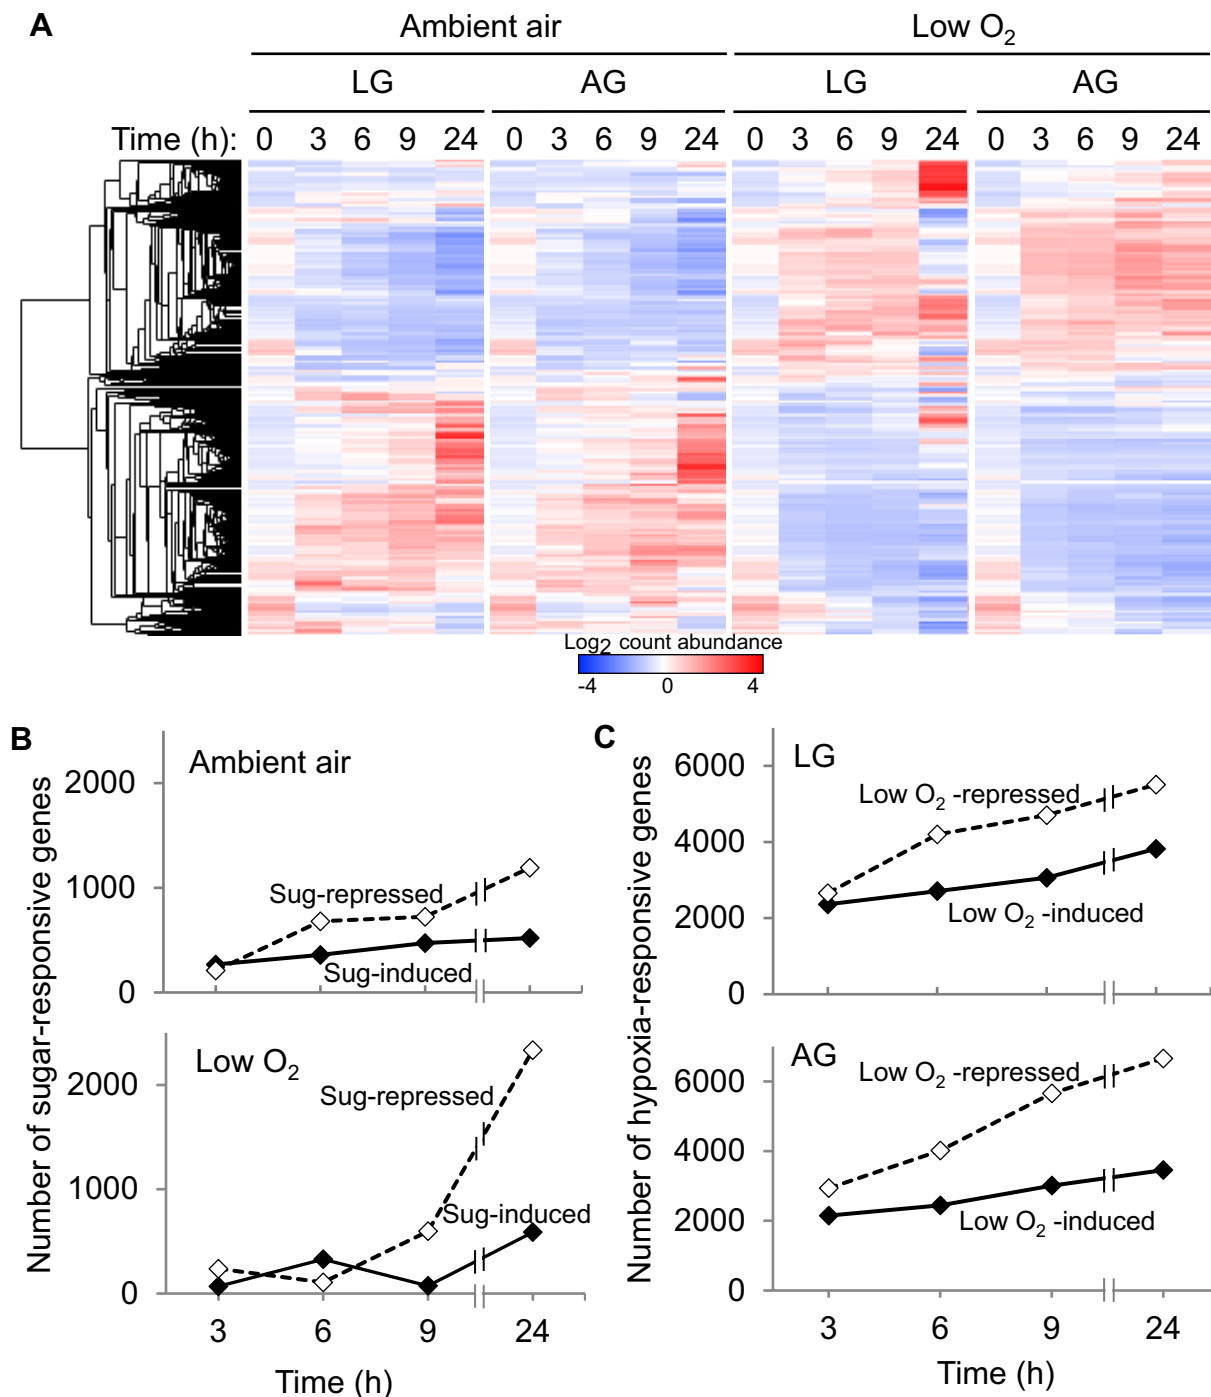 A
Ambient air Low O2
LG AG LG AG
Time (h): 0 3 6 9 24 0 3 6 9 24 0 3 6 9 24 0 3 6 9 24
Log2 count abundance
-4 0 4
B
Number of sugar-responsive genes
Ambient air
2000
1000
0
Sug-repressed
Sug-induced
Low O2
2000
1000
0
Sug-repressed
Sug-induced
3 6 9 24
Time (h)
C
Number of hypoxia-responsive genes
LG
6000
4000
2000
0
Low O2 -repressed
Low O2 -induced
AG
6000
4000
2000
0
Low O2 -repressed
Low O2 -induced
3 6 9 24
Time (h)